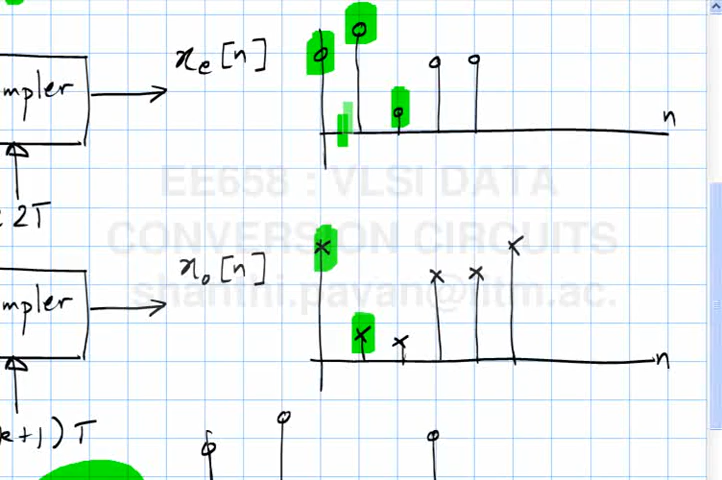 xe[n]
mpler
n
2T
EE658 : VLSI DATA
CONVERSION CIRCUITS
xo[n]
mpler
shanthi.pavan@iitm.ac.
n
k+1) T